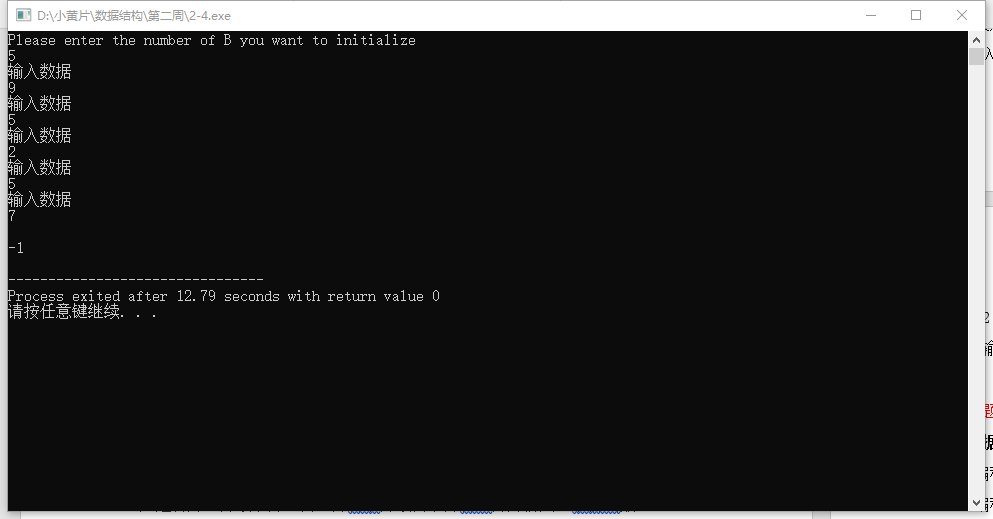 D:\小黄片\数据结构\第二周\2-4.exe
Please enter the number of B you want to initialize
5
输入数据
9
输入数据
5
输入数据
2
输入数据
5
输入数据
7
-1
--------------------------------
Process exited after 12.79 seconds with return value 0
请按任意键继续. . .